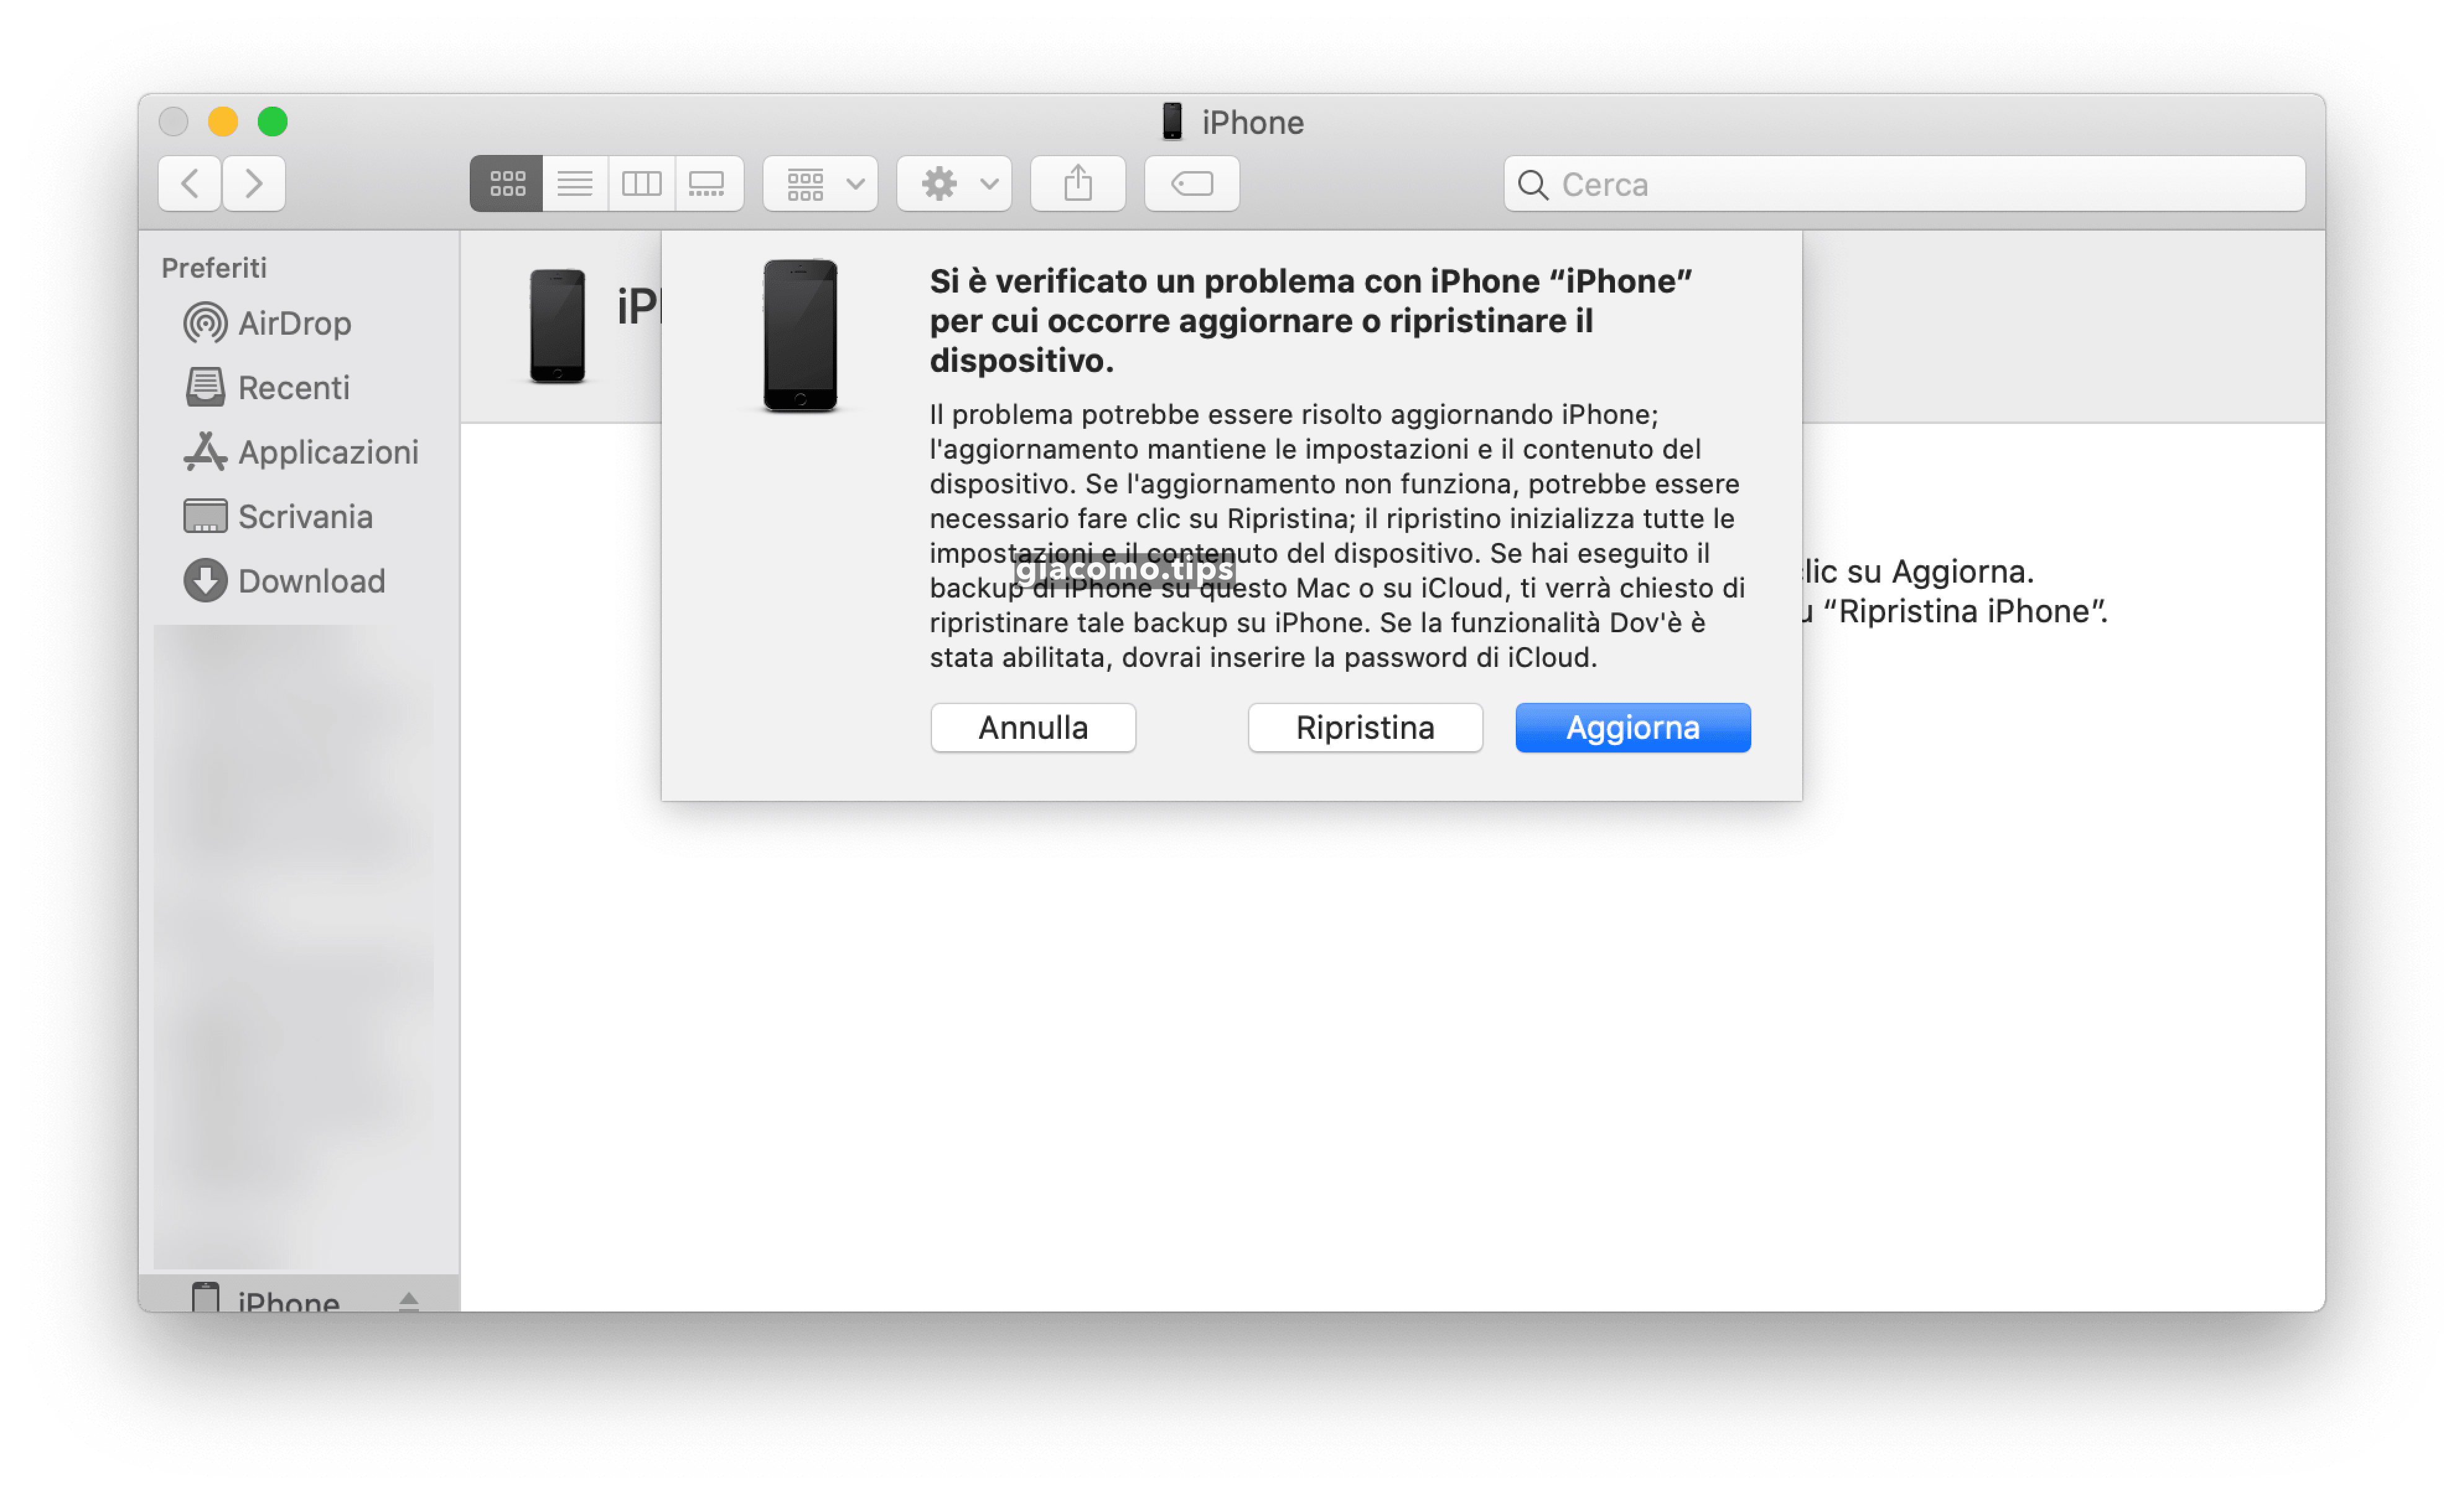 iPhone
Cerca
Preferiti
AirDrop
Recenti
Applicazioni
Scrivania
Download
iPhone
iPl
Si è verificato un problema con iPhone “iPhone”
per cui occorre aggiornare o ripristinare il
dispositivo.
Il problema potrebbe essere risolto aggiornando iPhone;
l'aggiornamento mantiene le impostazioni e il contenuto del
dispositivo. Se l'aggiornamento non funziona, potrebbe essere
necessario fare clic su Ripristina; il ripristino inizializza tutte le
impostazioni e il contenuto del dispositivo. Se hai eseguito il
backup di iPhone su questo Mac o su iCloud, ti verrà chiesto di
ripristinare tale backup su iPhone. Se la funzionalità Dov'è è
stata abilitata, dovrai inserire la password di iCloud.
giacomo.tips
Annulla
Ripristina
Aggiorna
clic su Aggiorna.
u “Ripristina iPhone”.